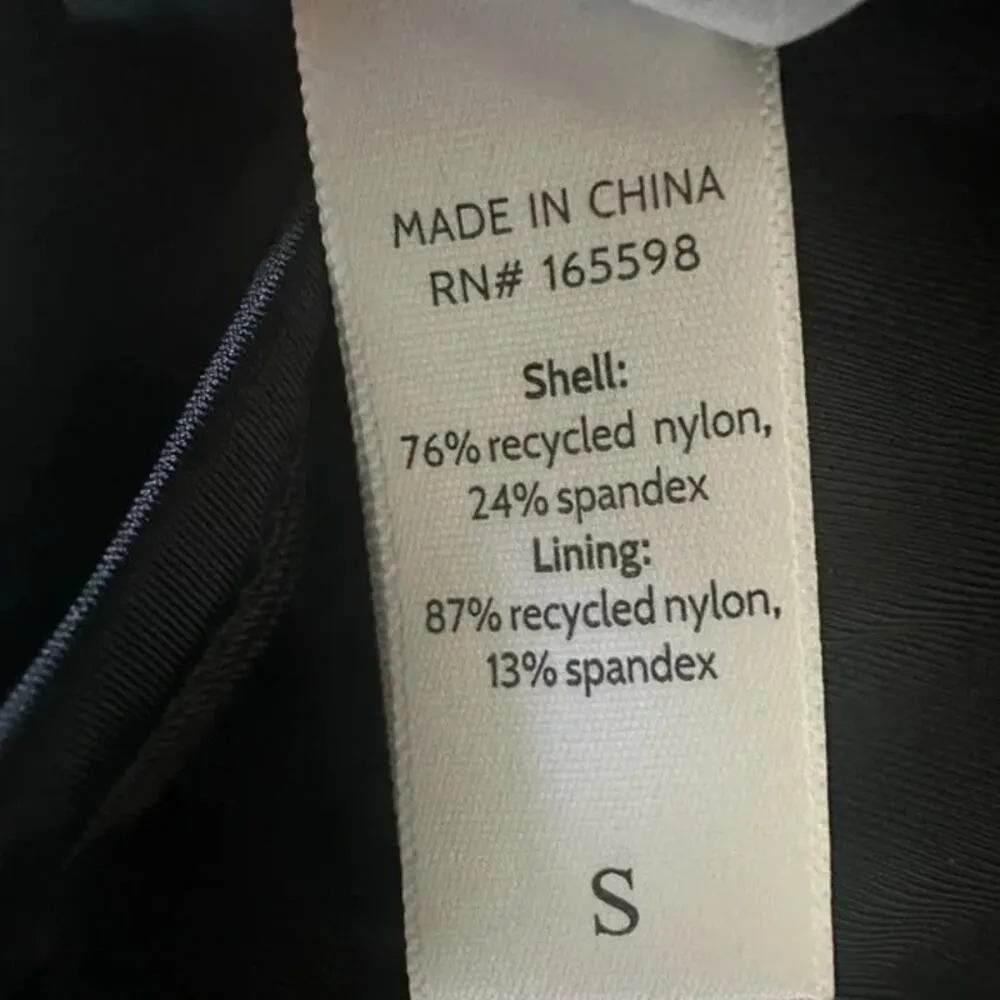 MADE IN CHINA
RN# 165598
Shell:
76% recycled nylon,
24% spandex
Lining:
87% recycled nylon,
13% spandex
S